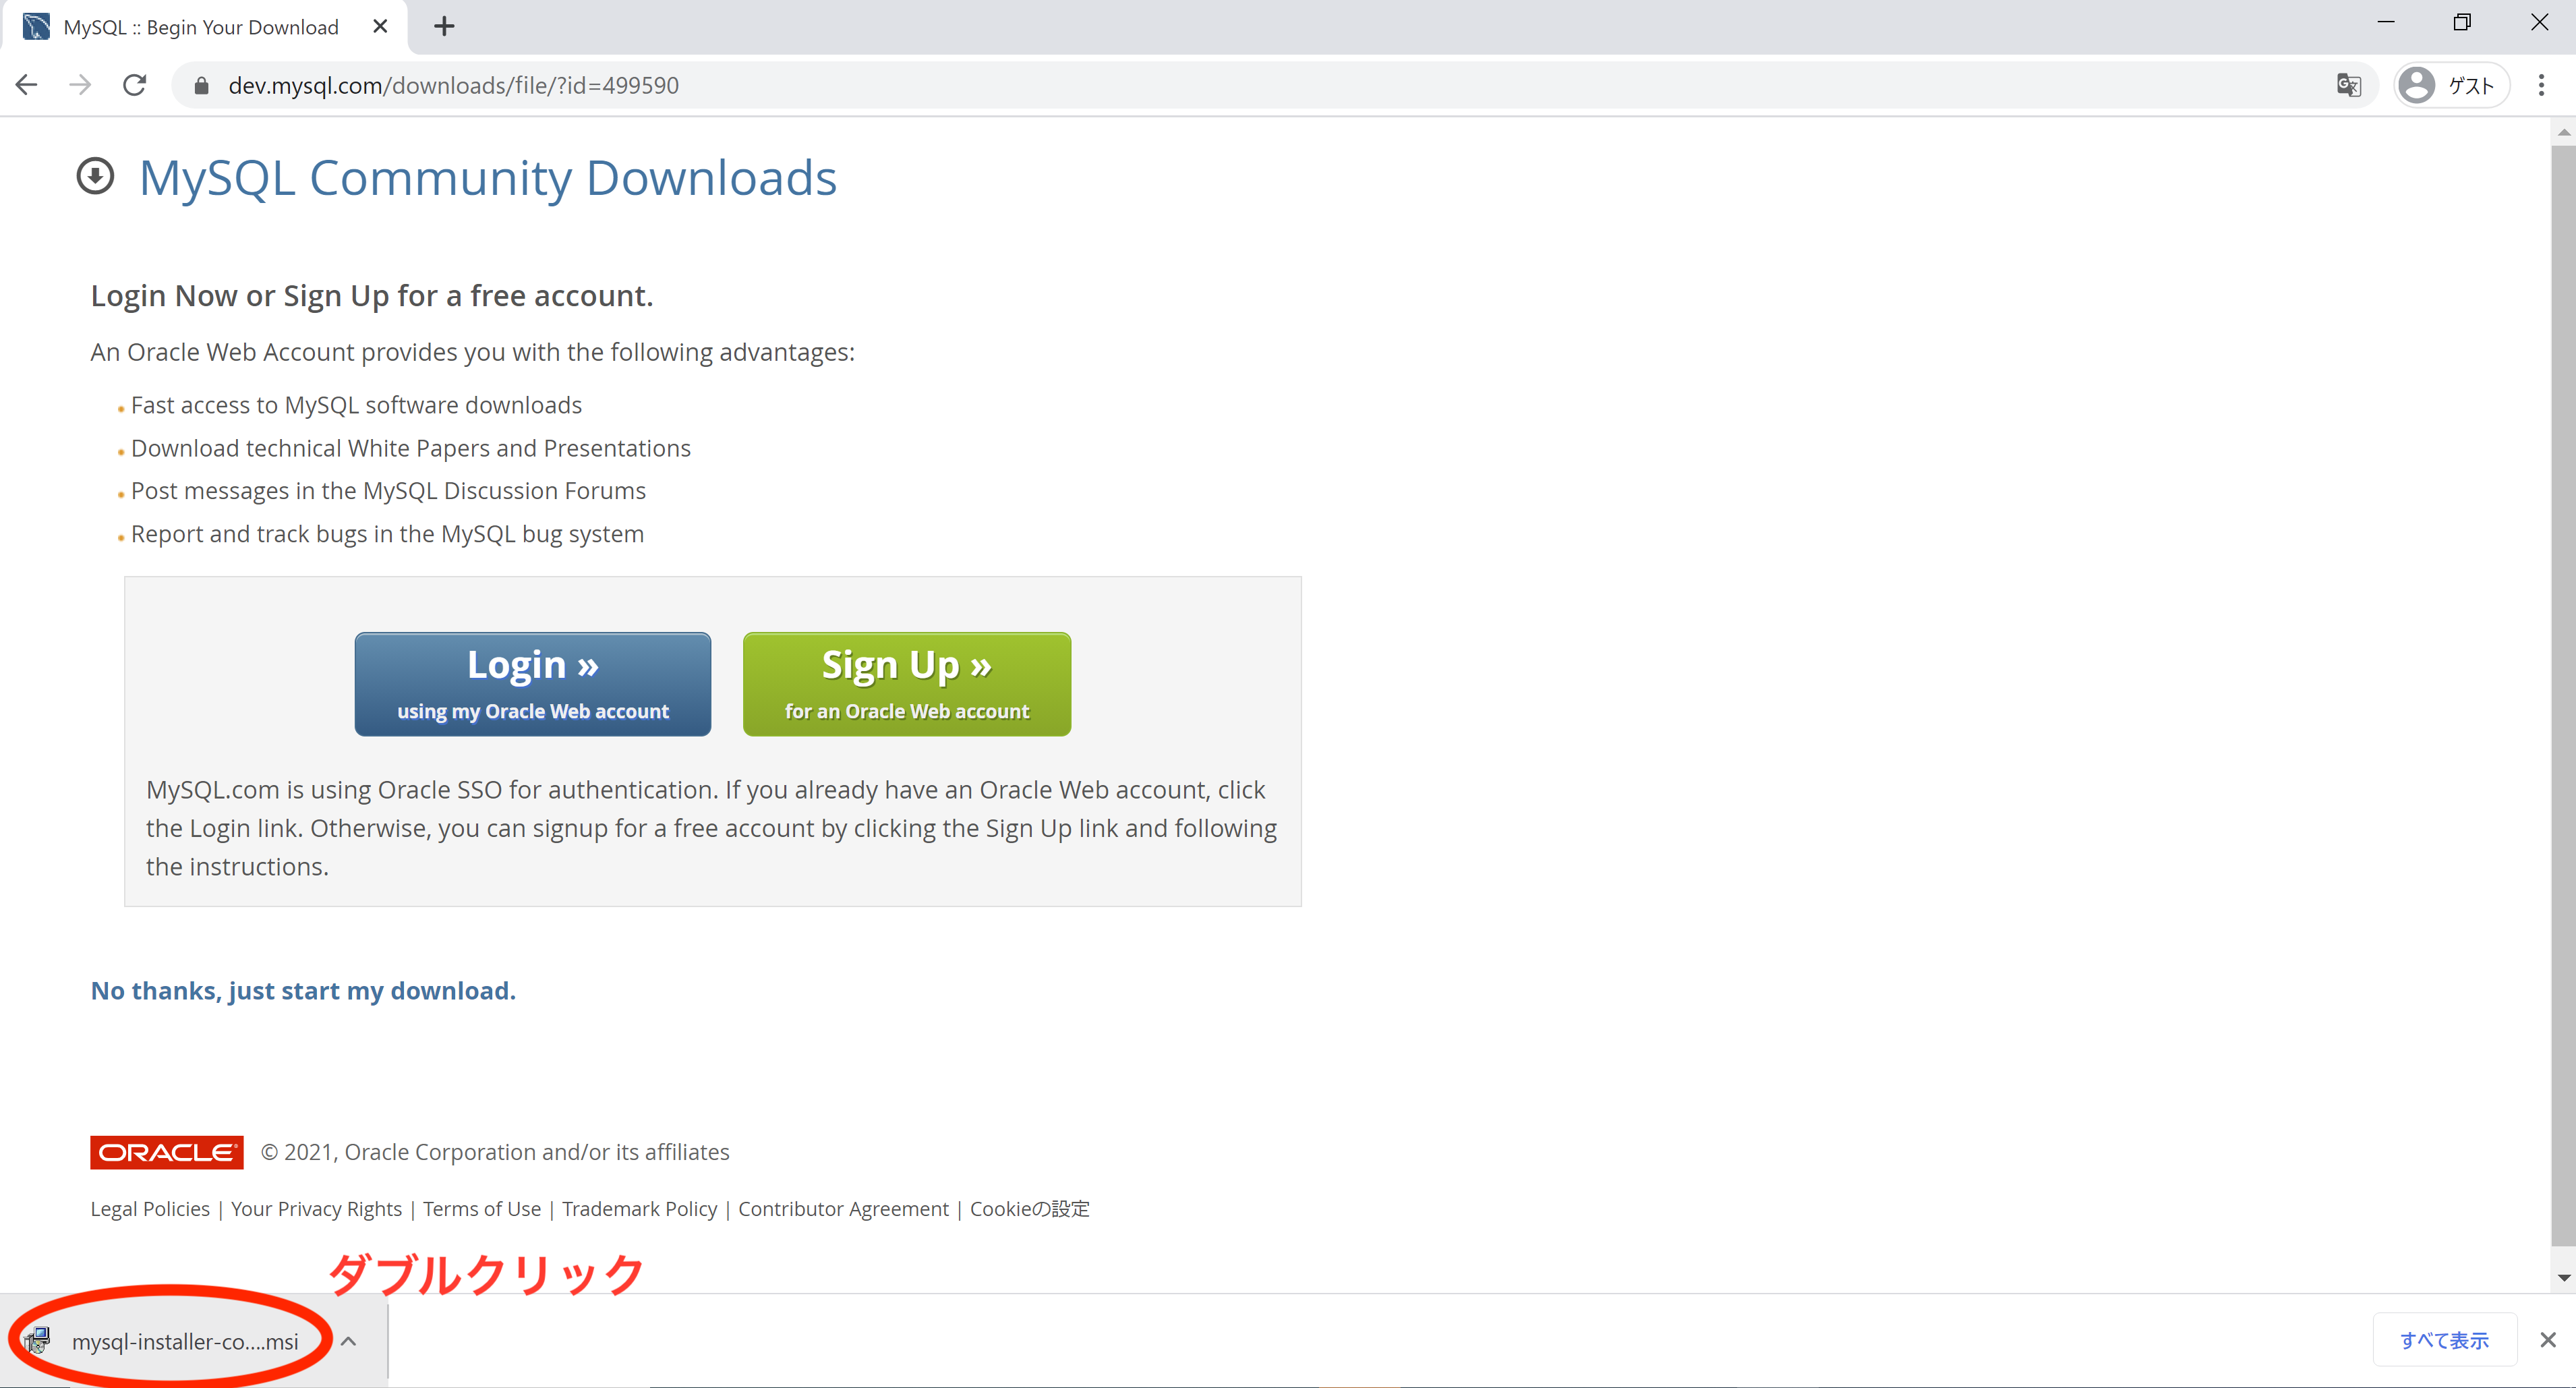 MySQL :: Begin Your Download
dev.mysql.com/downloads/file/?id=499590
ゲスト
MySQL Community Downloads
Login Now or Sign Up for a free account.
An Oracle Web Account provides you with the following advantages:
Fast access to MySQL software downloads
Download technical White Papers and Presentations
Post messages in the MySQL Discussion Forums
Report and track bugs in the MySQL bug system
Login »
using my Oracle Web account
Sign Up »
for an Oracle Web account
MySQL.com is using Oracle SSO for authentication. If you already have an Oracle Web account, click
the Login link. Otherwise, you can signup for a free account by clicking the Sign Up link and following
the instructions.
No thanks, just start my download.
ORACLE® © 2021, Oracle Corporation and/or its affiliates
Legal Policies | Your Privacy Rights | Terms of Use | Trademark Policy | Contributor Agreement | Cookieの設定
ダブルクリック
mysql-installer-co....msi
すべて表示